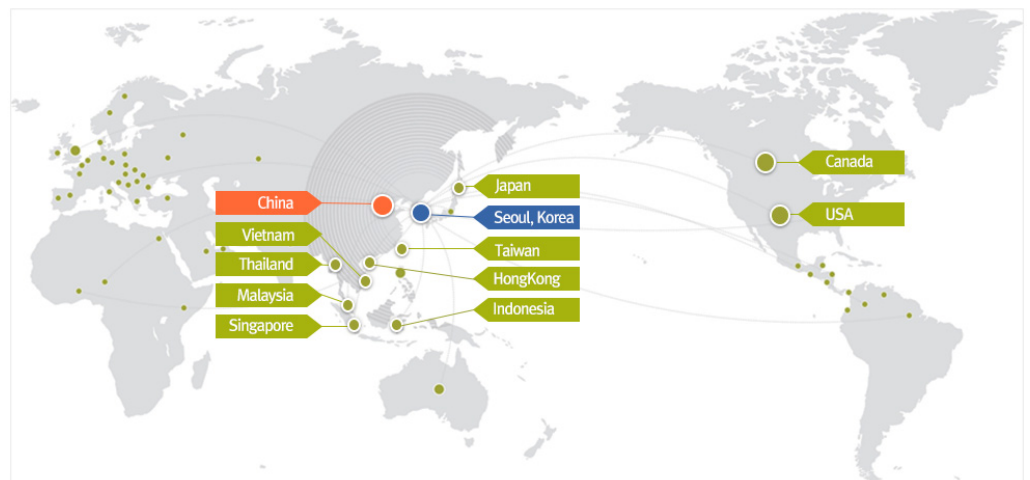 China
Vietnam
Thailand
Malaysia
Singapore
Japan
Seoul, Korea
Taiwan
HongKong
Indonesia
Canada
USA